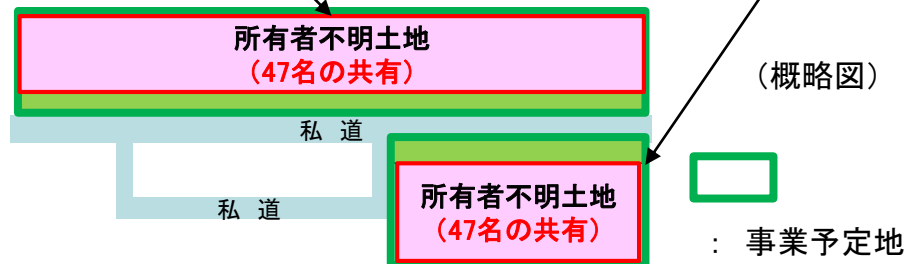 所有者不明土地
(47名の共有)
(概略図)
私 道
私 道
所有者不明土地
(47名の共有)
: 事業予定地